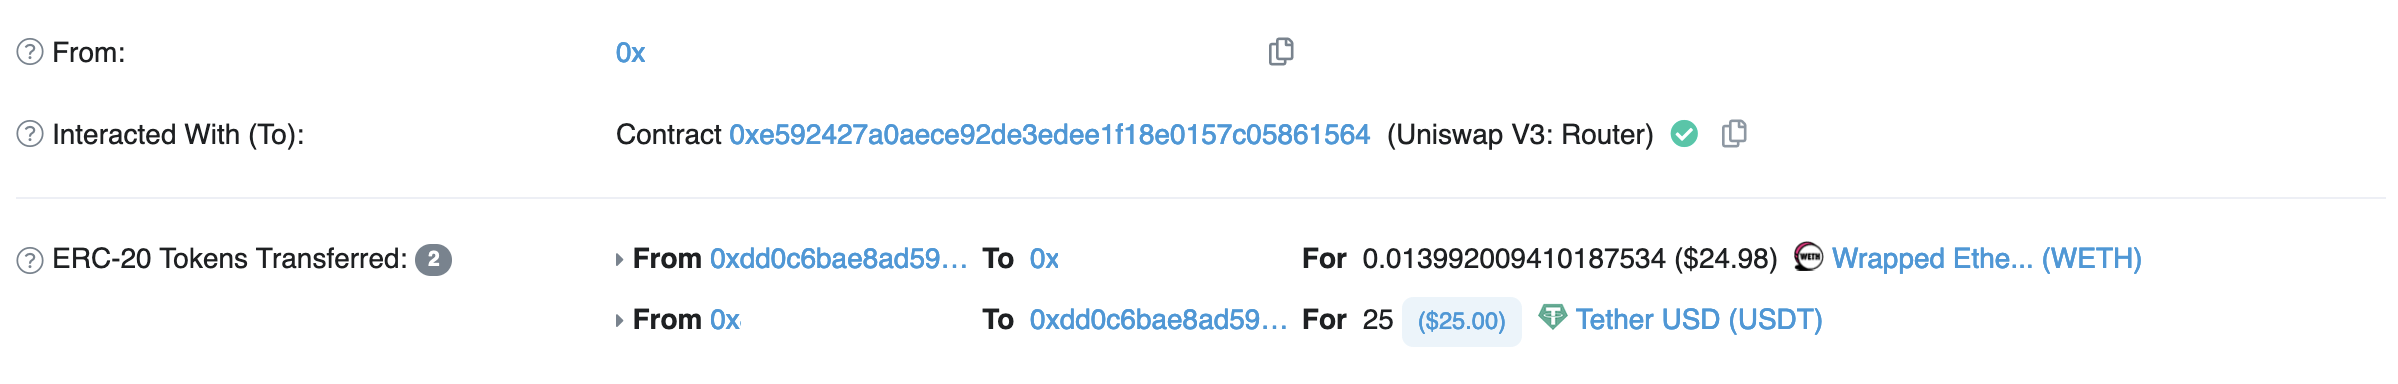 From: 0x
Interacted With (To): Contract 0xe592427a0aece92de3edee1f18e0157c05861564 (Uniswap V3: Router)
ERC-20 Tokens Transferred: 2 From 0xdd0c6bae8ad59... To 0x For 0.013992009410187534 ($24.98) WETH Wrapped Ethe... (WETH)
From 0x To 0xdd0c6bae8ad59... For 25 ($25.00) Tether USD (USDT)